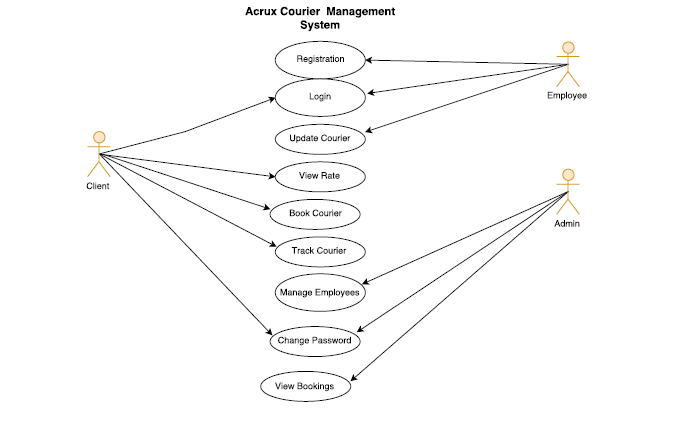 Acrux Courier Management
System
Registration
Login
Employee
Update Courier
View Rate
Client
Book Courier
Admin
Track Courier
Manage Employees
Change Password
View Bookings